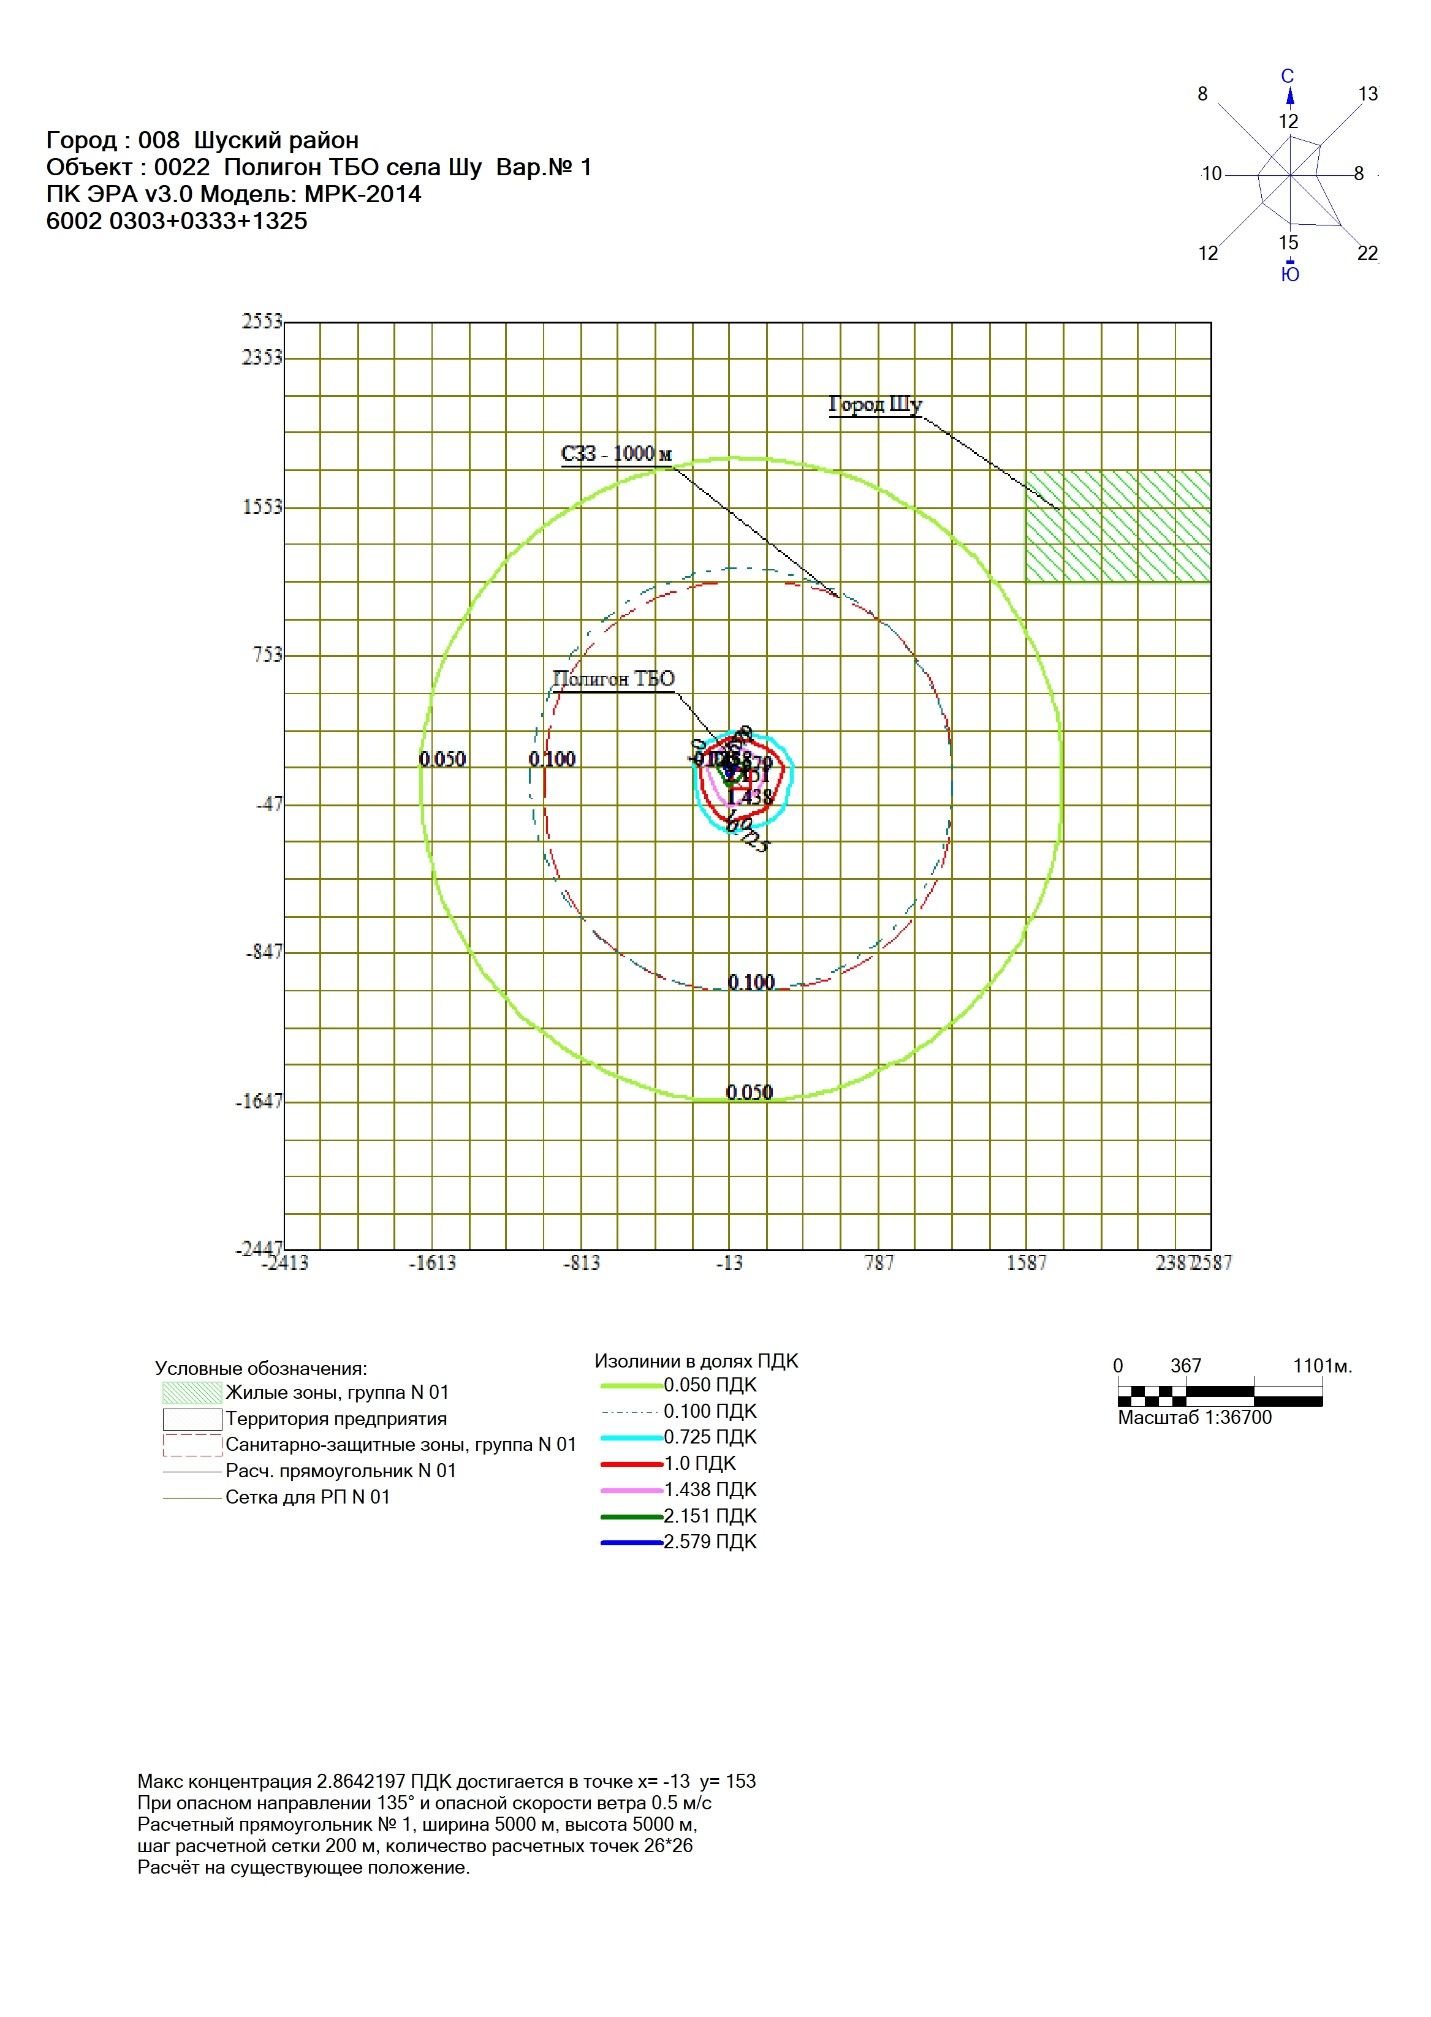 С
8
13
12
10
8
12
15
22
Ю
Город : 008 Шуский район
Объект : 0022 Полигон ТБО села Шу Вар.№ 1
ПК ЭРА v3.0 Модель: МРК-2014
6002 0303+0333+1325
2553
2353
Город Шу
СЗЗ - 1000 м
1553
753
Полигон ТБО
0.050
0.100
-47
1.438
-847
0.100
-1647
0.050
-2447
-2413
-1613
-813
-13
787
1587
2387
2587
Условные обозначения:
Жилые зоны, группа N 01
Территория предприятия
Санитарно-защитные зоны, группа N 01
Расч. прямоугольник N 01
Сетка для РП N 01
Изолинии в долях ПДК
0.050 ПДК
0.100 ПДК
0.725 ПДК
1.0 ПДК
1.438 ПДК
2.151 ПДК
2.579 ПДК
0 367 1101м.
Масштаб 1:36700
Макс концентрация 2.8642197 ПДК достигается в точке x= -13 y= 153
При опасном направлении 135° и опасной скорости ветра 0.5 м/с
Расчетный прямоугольник № 1, ширина 5000 м, высота 5000 м,
шаг расчетной сетки 200 м, количество расчетных точек 26*26
Расчёт на существующее положение.